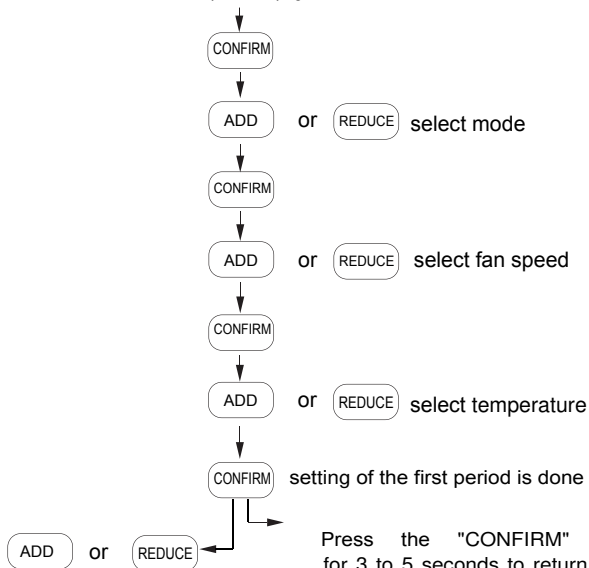 CONFIRM
ADD or REDUCE select mode
CONFIRM
ADD or REDUCE select fan speed
CONFIRM
ADD or REDUCE select temperature
CONFIRM setting of the first period is done
Press the "CONFIRM"
ADD or REDUCE
for 3 to 5 seconds to return